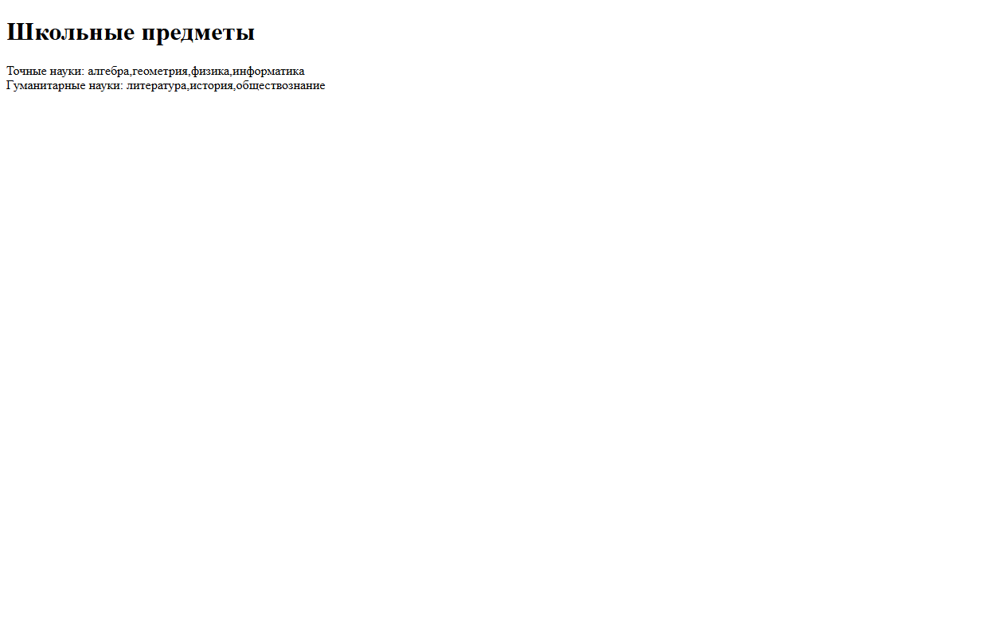 Школьные предметы
Точные науки: алгебра,геометрия,физика,информатика
Гуманитарные науки: литература,история,обществознание